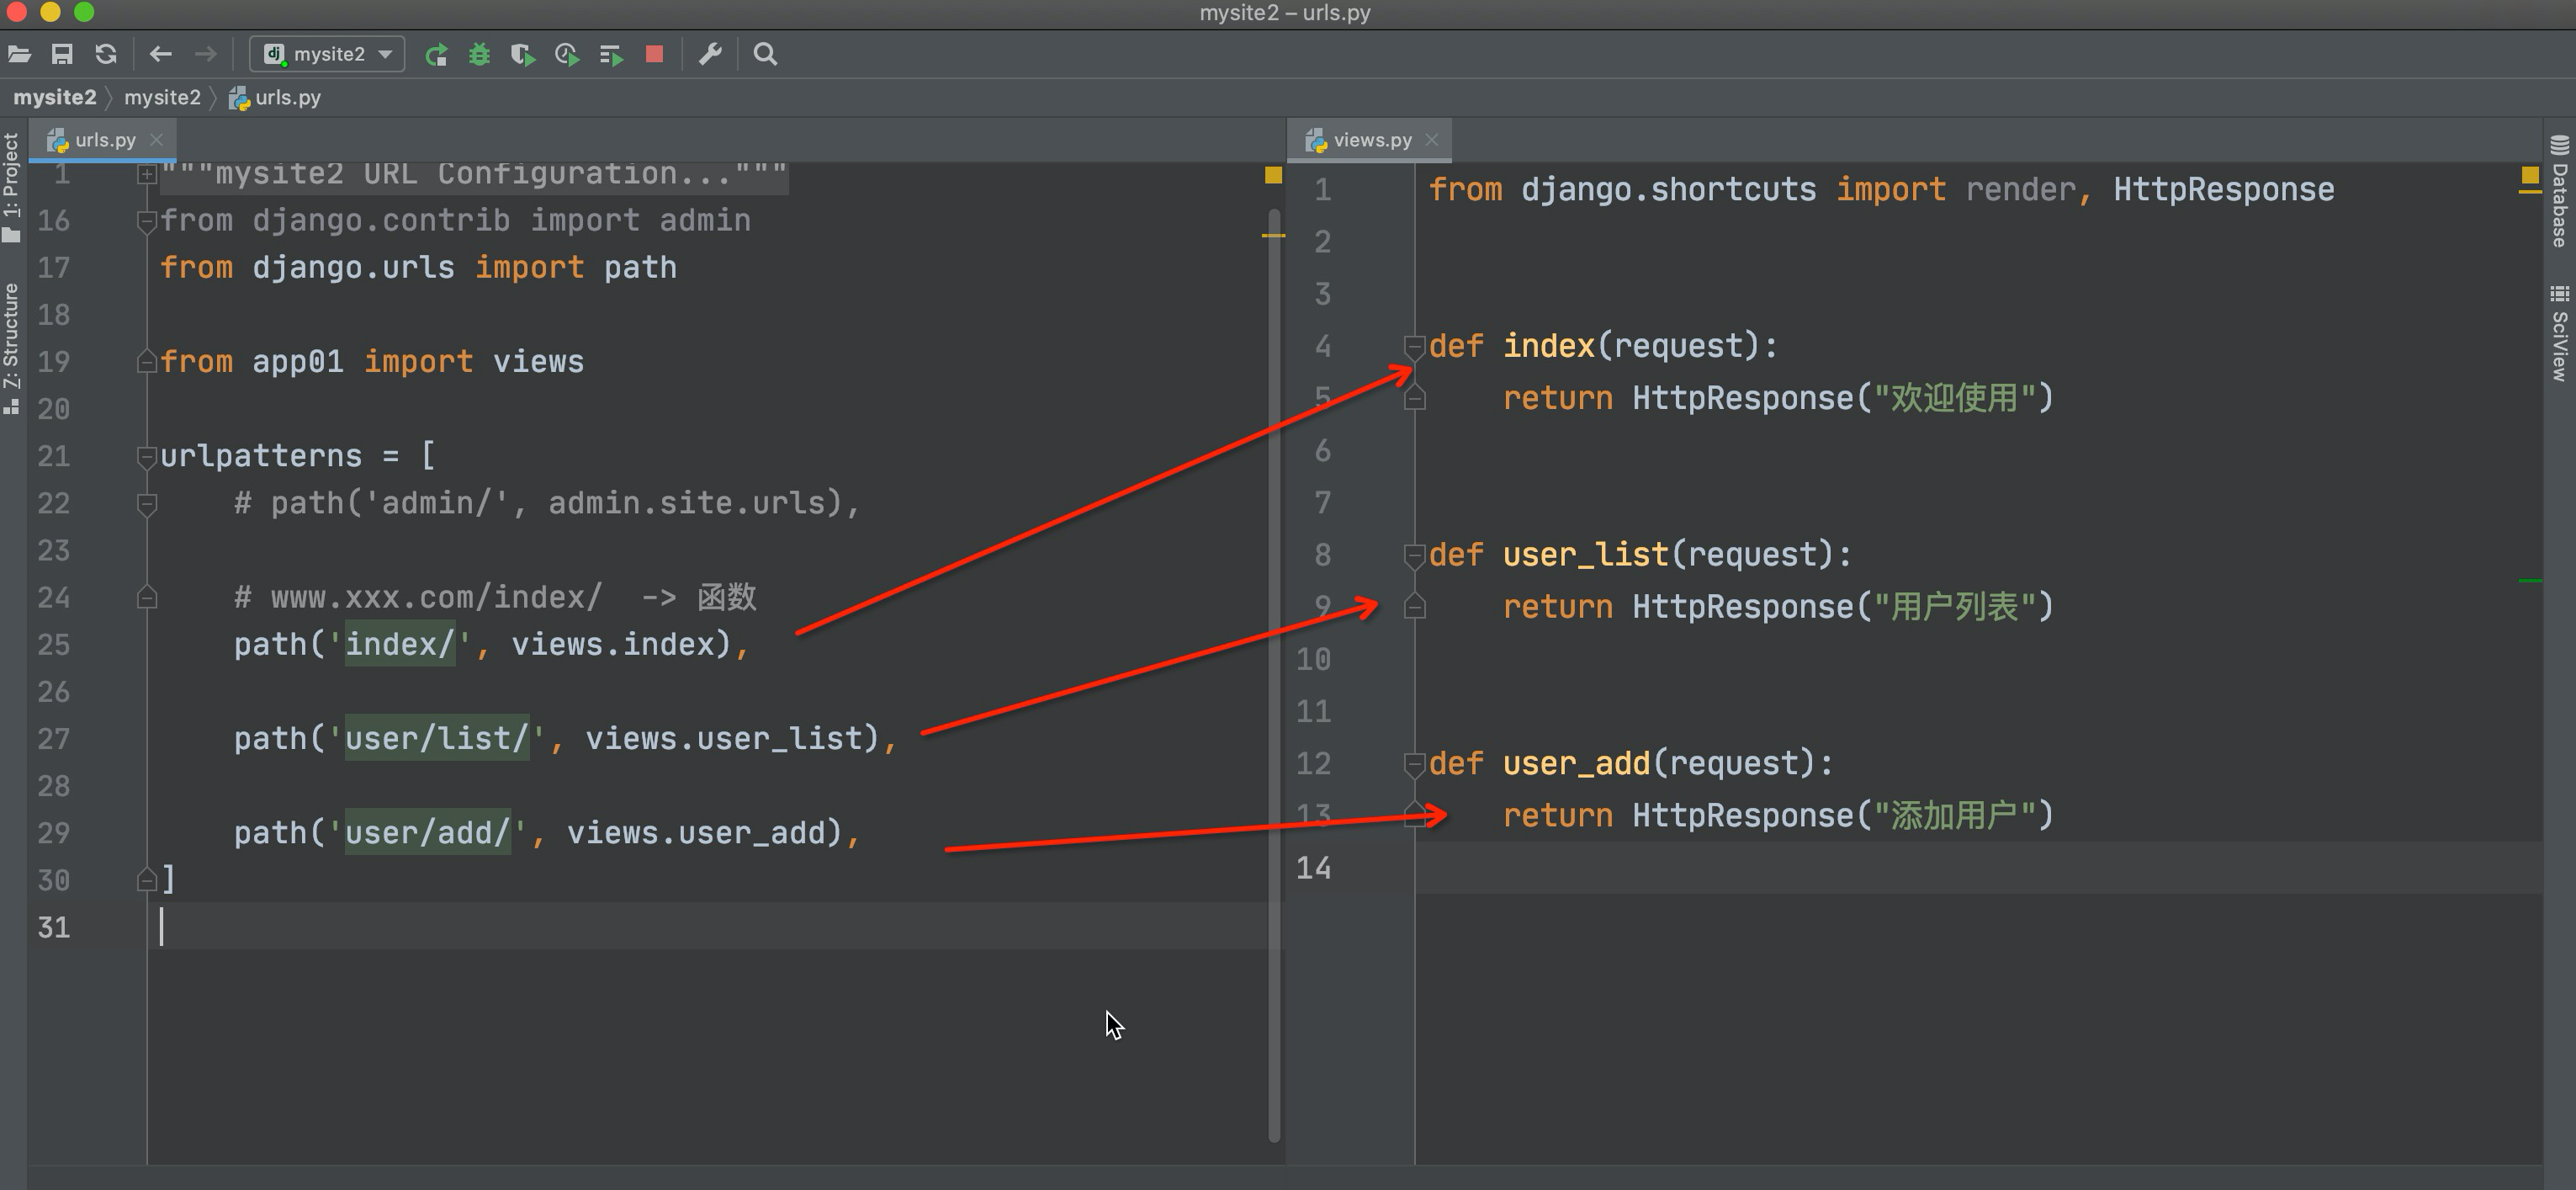 mysite2 – urls.py
dj mysite2
mysite2 mysite2 urls.py
1: Project
Z: Structure
urls.py
1 """mysite2 URL Configuration..."""
16 from django.contrib import admin
17 from django.urls import path
18
19 from app01 import views
20
21 urlpatterns = [
22 # path('admin/', admin.site.urls),
23
24 # www.xxx.com/index/ -> 函数
25 path('index/', views.index),
26
27 path('user/list/', views.user_list),
28
29 path('user/add/', views.user_add),
30 ]
31
views.py
1 from django.shortcuts import render, HttpResponse
2
3
4 def index(request):
5 return HttpResponse("欢迎使用")
6
7
8 def user_list(request):
9 return HttpResponse("用户列表")
10
11
12 def user_add(request):
13 return HttpResponse("添加用户")
14
Database
SciView